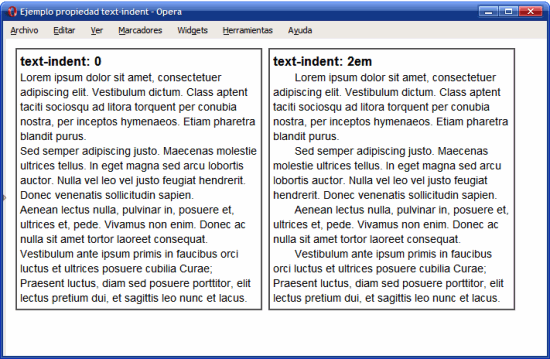 Ejemplo propiedad text-indent - Opera
Archivo Editar Ver Marcadores Widgets Herramientas Ayuda
text-indent: 0
Lorem ipsum dolor sit amet, consectetuer
adipiscing elit. Vestibulum dictum. Class aptent
taciti sociosqu ad litora torquent per conubia
nostra, per inceptos hymenaeos. Etiam pharetra
blandit purus.
Sed semper adipiscing justo. Maecenas molestie
ultrices tellus. In eget magna sed arcu lobortis
auctor. Nulla vel leo vel justo feugiat hendrerit.
Donec venenatis sollicitudin sapien.
Aenean lectus nulla, pulvinar in, posuere et,
ultrices et, pede. Vivamus non enim. Donec ac
nulla sit amet tortor laoreet consequat.
Vestibulum ante ipsum primis in faucibus orci
luctus et ultrices posuere cubilia Curae;
Praesent luctus, diam sed posuere porttitor, elit
lectus pretium dui, et sagittis leo nunc et lacus.
text-indent: 2em
Lorem ipsum dolor sit amet, consectetuer
adipiscing elit. Vestibulum dictum. Class aptent
taciti sociosqu ad litora torquent per conubia
nostra, per inceptos hymenaeos. Etiam pharetra
blandit purus.
Sed semper adipiscing justo. Maecenas
molestie ultrices tellus. In eget magna sed arcu
lobortis auctor. Nulla vel leo vel justo feugiat
hendrerit. Donec venenatis sollicitudin sapien.
Aenean lectus nulla, pulvinar in, posuere et,
ultrices et, pede. Vivamus non enim. Donec ac
nulla sit amet tortor laoreet consequat.
Vestibulum ante ipsum primis in faucibus
orci luctus et ultrices posuere cubilia Curae;
Praesent luctus, diam sed posuere porttitor, elit
lectus pretium dui, et sagittis leo nunc et lacus.